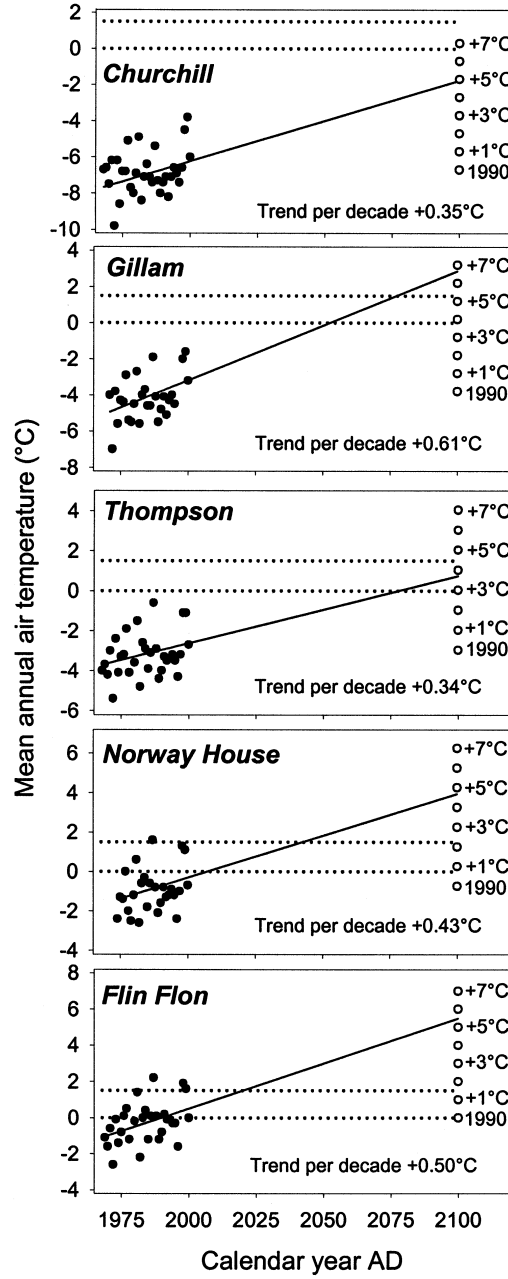 Mean annual air temperature (°C)
2
0
-2
-4
-6
-8
-10
Churchill
+7°C
+5°C
+3°C
+1°C
1990
Trend per decade +0.35°C
4
2
0
-2
-4
-6
-8
Gillam
+7°C
+5°C
+3°C
+1°C
1990
Trend per decade +0.61°C
4
2
0
-2
-4
-6
Thompson
+7°C
+5°C
+3°C
+1°C
1990
Trend per decade +0.34°C
6
4
2
0
-2
-4
Norway House
+7°C
+5°C
+3°C
+1°C
1990
Trend per decade +0.43°C
8
6
4
2
0
-2
-4
Flin Flon
+7°C
+5°C
+3°C
+1°C
1990
Trend per decade +0.50°C
1975 2000 2025 2050 2075 2100
Calendar year AD